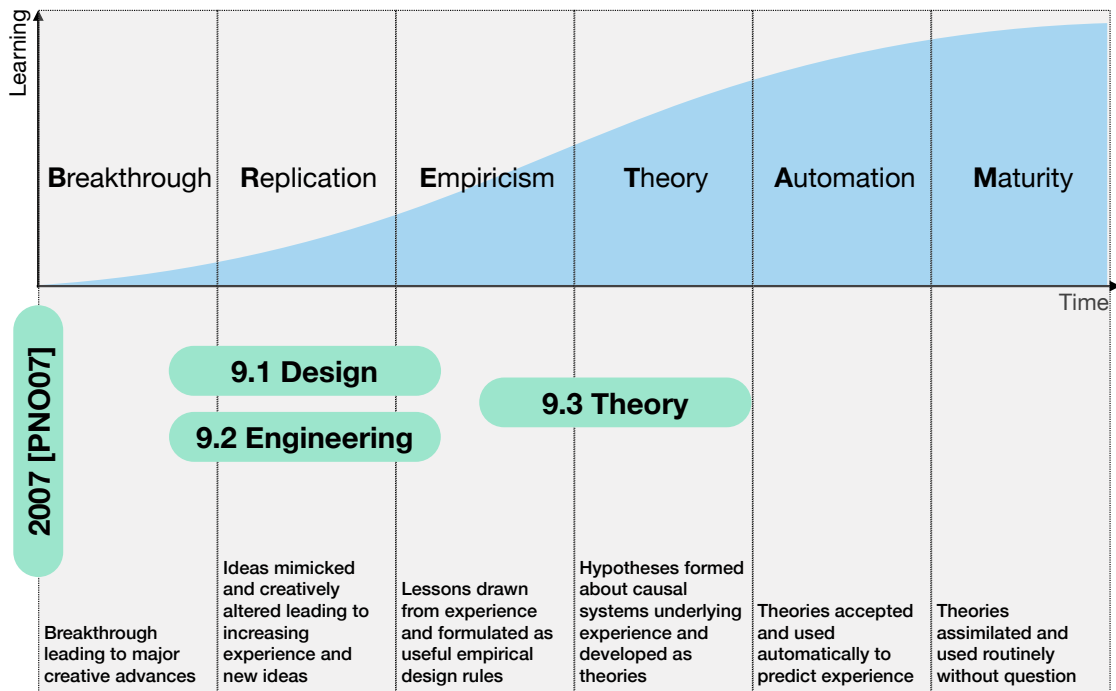 Learning
Breakthrough
Replication
Empiricism
Theory
Automation
Maturity
Time
2007 [PNO07]
9.1 Design
9.2 Engineering
9.3 Theory
Breakthrough
leading to major
creative advances
Ideas mimicked
and creatively
altered leading to
increasing
experience and
new ideas
Lessons drawn
from experience
and formulated as
useful empirical
design rules
Hypotheses formed
about causal
systems underlying
experience and
developed as
theories
Theories accepted
and used
automatically to
predict experience
Theories
assimilated and
used routinely
without question